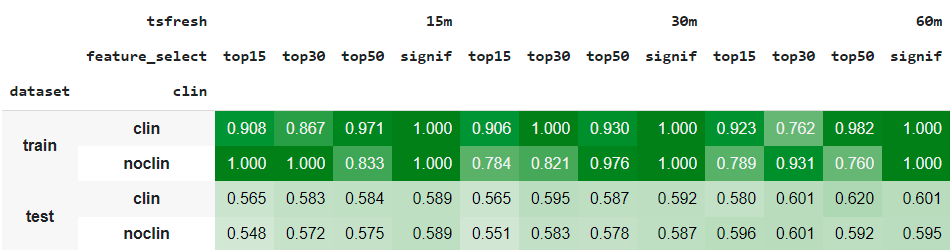 tsfresh 15m 30m 60m
feature_select top15 top30 top50 signif top15 top30 top50 signif top15 top30 top50 signif
dataset clin
train clin 0.908 0.867 0.971 1.000 0.906 1.000 0.930 1.000 0.923 0.762 0.982 1.000
noclin 1.000 1.000 0.833 1.000 0.784 0.821 0.976 1.000 0.789 0.931 0.760 1.000
test clin 0.565 0.583 0.584 0.589 0.565 0.595 0.587 0.592 0.580 0.601 0.620 0.601
noclin 0.548 0.572 0.575 0.589 0.551 0.583 0.578 0.587 0.596 0.601 0.592 0.595